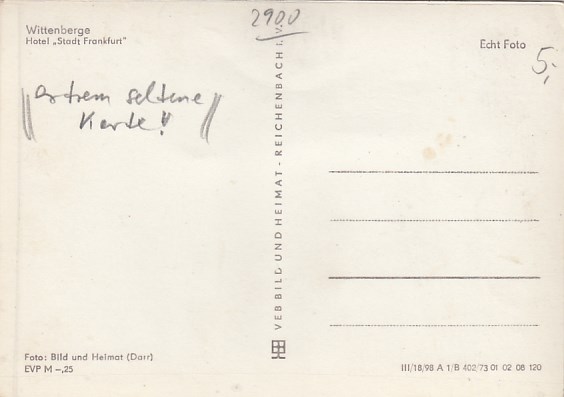 2900
Wittenberge
Hotel „Stadt Frankfurt"
Echt Foto
5,-
extrem seltene
Karte!!
VEB BILD UND HEIMAT - REICHENBACH I. V.
Foto: Bild und Heimat (Darr)
EVP M –,25
III/18/98 A 1/B 402/73 01 02 08 120